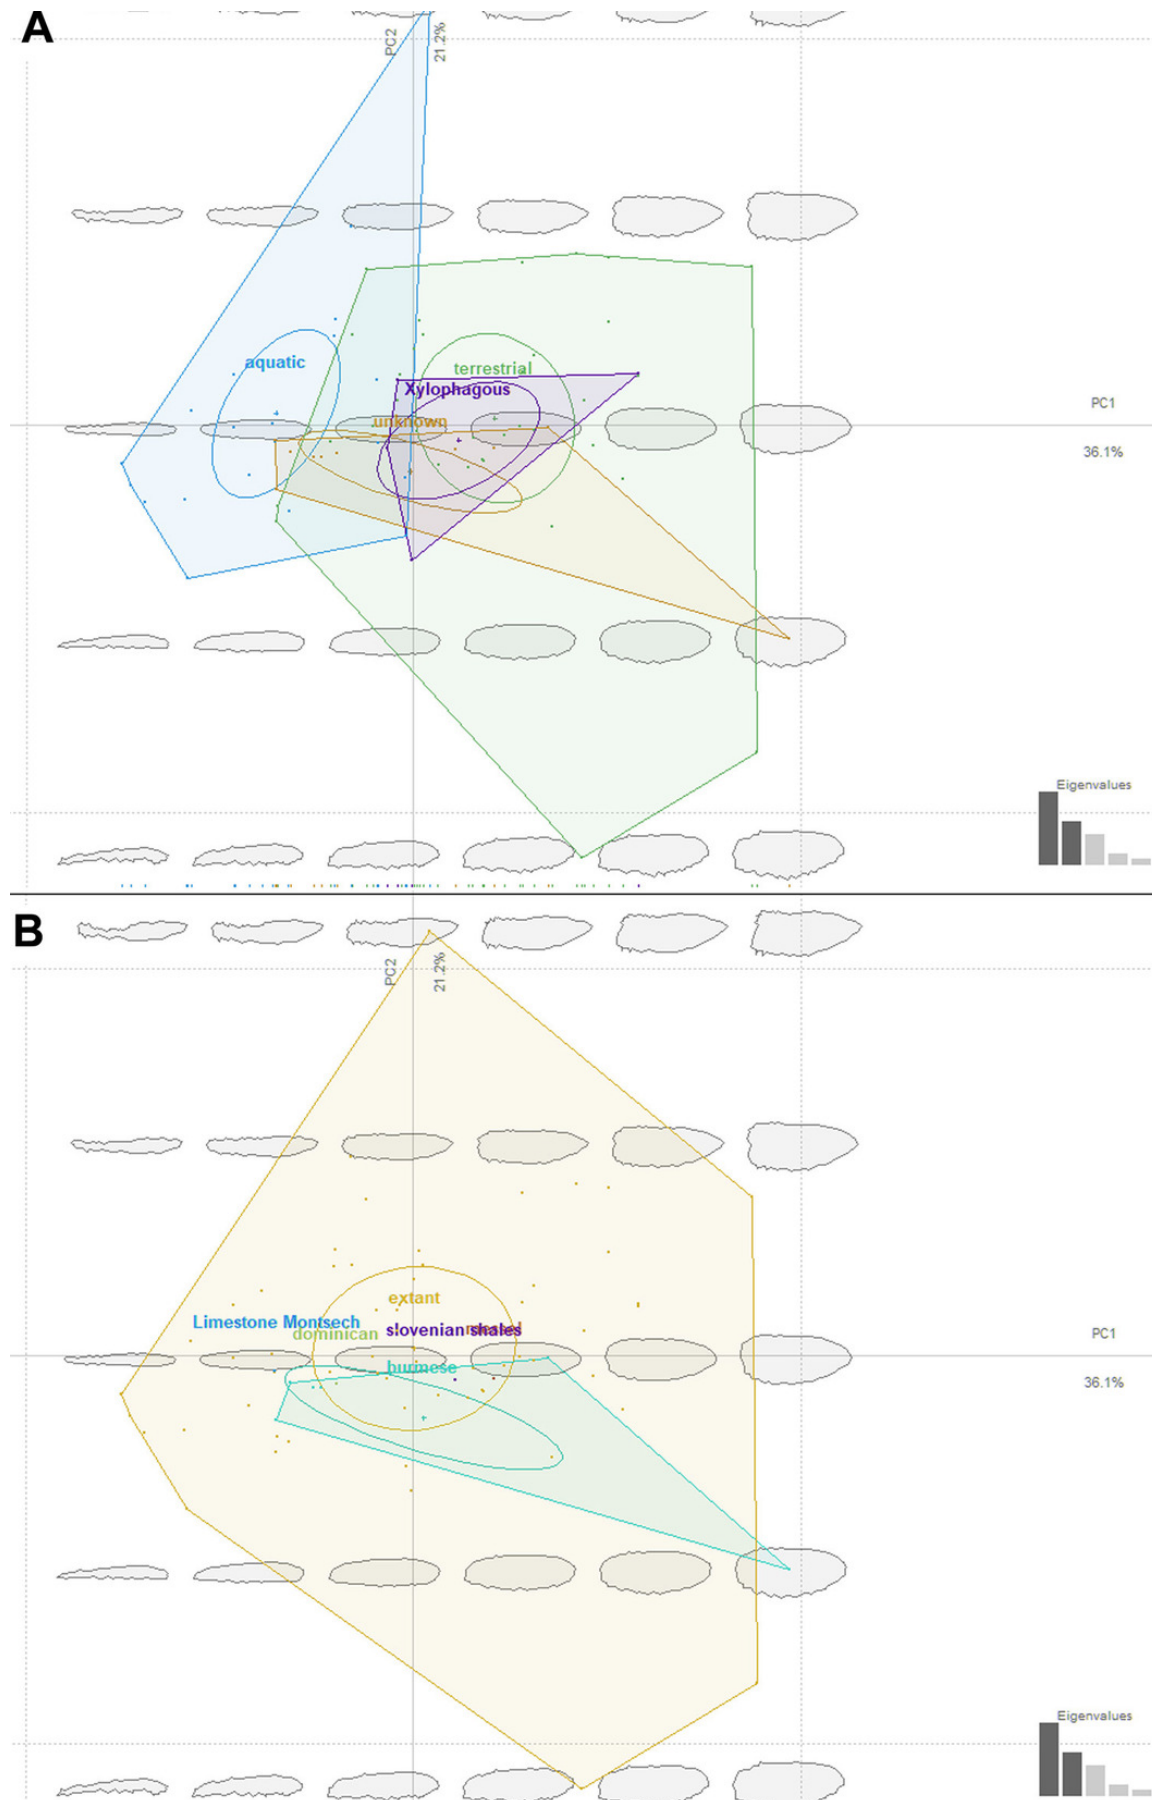 A
PC2
21.2%
aquatic
terrestrial
Xylophagous
unknown
PC1
36.1%
Eigenvalues
B
PC2
21.2%
extant
Limestone Montsech
dominican
slovenian shales
burmese
PC1
36.1%
Eigenvalues